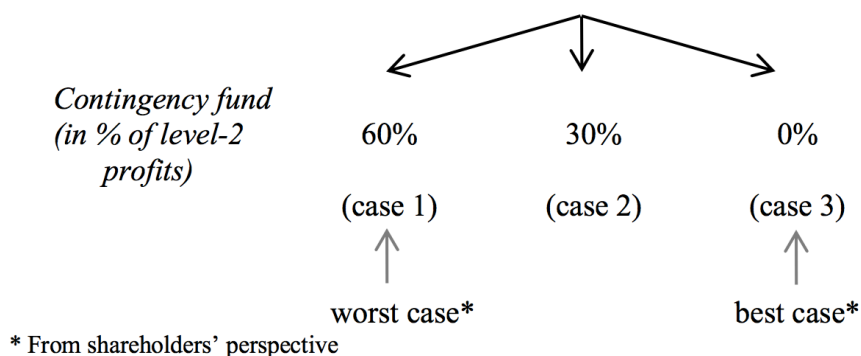 Contingency fund
(in % of level-2
profits)
60% 30% 0%
(case 1) (case 2) (case 3)
worst case* best case*
* From shareholders’ perspective